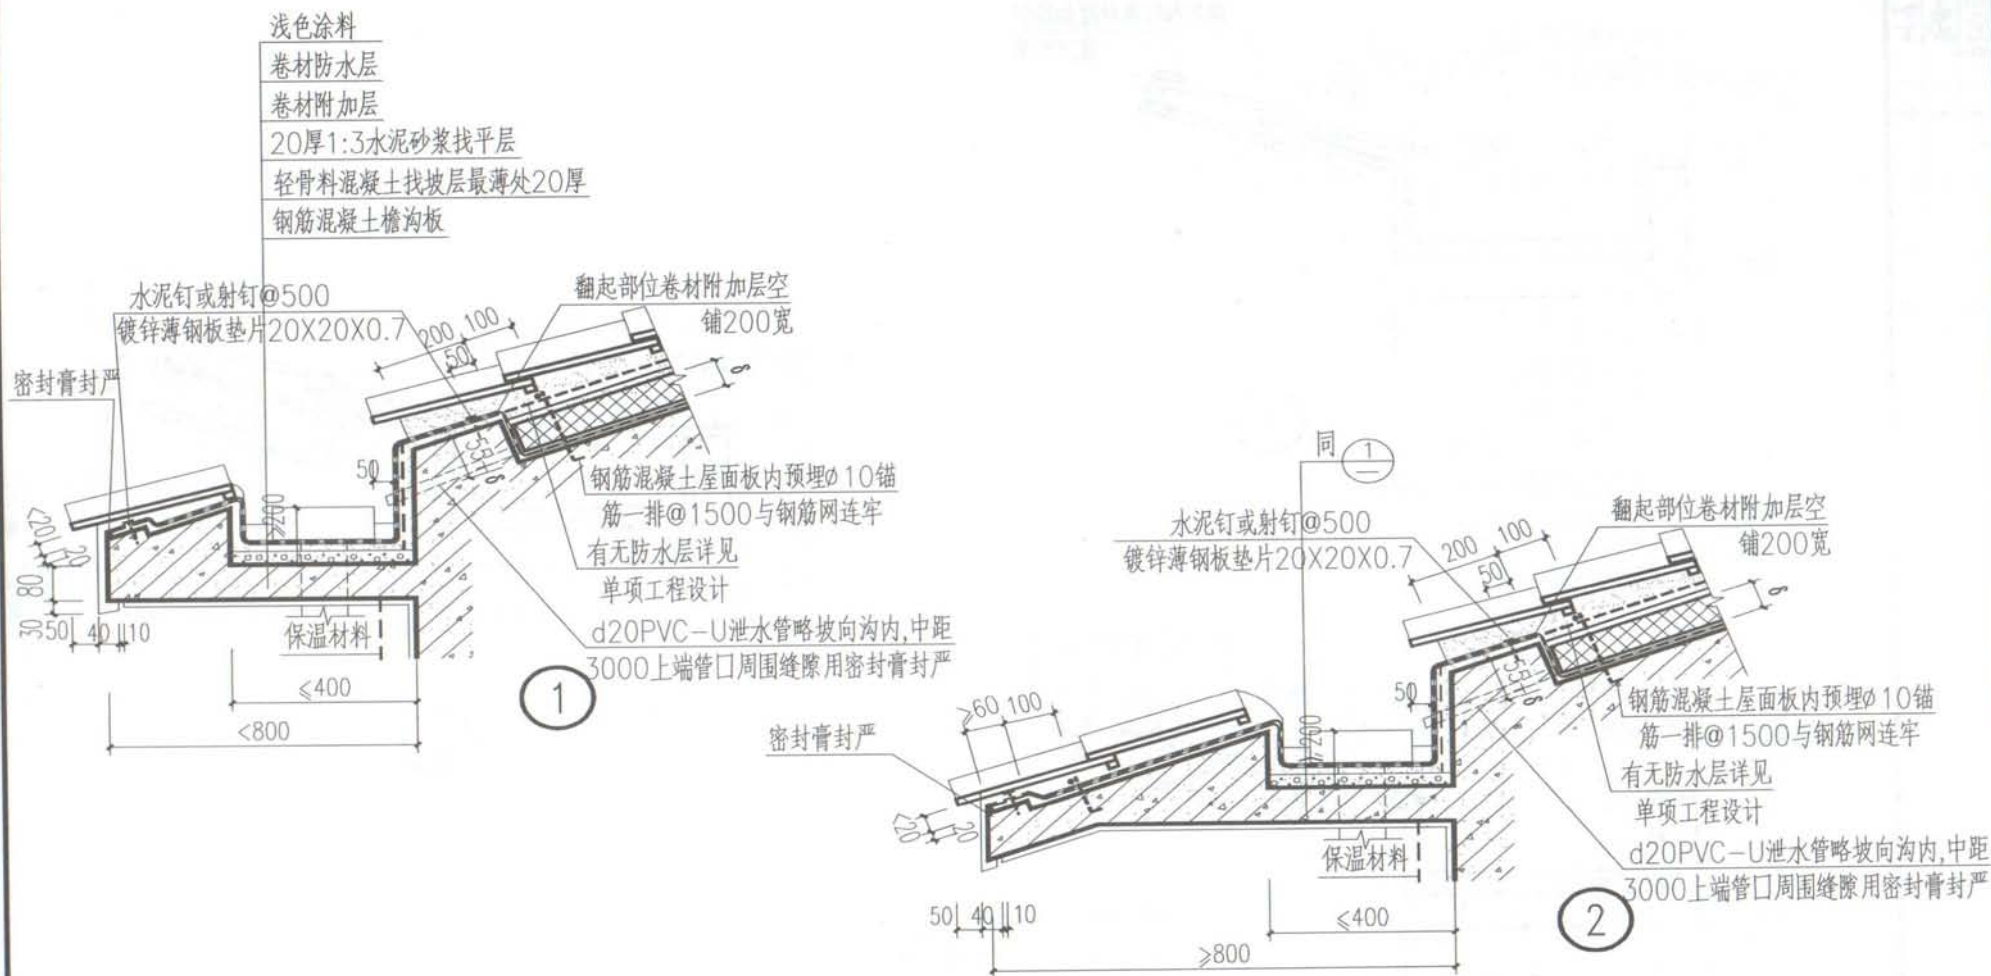 浅色涂料
卷材防水层
卷材附加层
20厚1:3水泥砂浆找平层
轻骨料混凝土找坡层最薄处20厚
钢筋混凝土檐沟板
水泥钉或射钉@500
镀锌薄钢板垫片20X20X0.7
翻起部位卷材附加层空
铺200宽
200 100
50
δ
密封膏封严
50
55+δ
≥200
钢筋混凝土屋面板内预埋ø10锚
筋一排@1500与钢筋网连牢
有无防水层详见
单项工程设计
20
80
30
50 40 10
保温材料
d20PVC-U泄水管略坡向沟内,中距
3000上端管口周围缝隙用密封膏封严
≤400
<800
1
同 1
水泥钉或射钉@500
镀锌薄钢板垫片20X20X0.7
翻起部位卷材附加层空
铺200宽
200 100
50
δ
50
55+δ
≥200
≥60 100
密封膏封严
钢筋混凝土屋面板内预埋ø10锚
筋一排@1500与钢筋网连牢
有无防水层详见
单项工程设计
20
保温材料
d20PVC-U泄水管略坡向沟内,中距
3000上端管口周围缝隙用密封膏封严
50 40 10
≤400
≥800
2